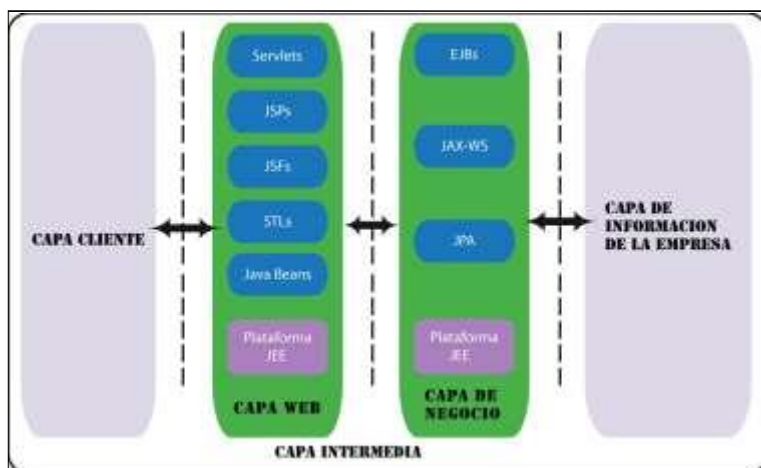 CAPA CLIENTE
Servlets
JSPs
JSFs
STLs
Java Beans
Plataforma
JEE
CAPA WEB
EJBs
JAX-WS
JPA
Plataforma
JEE
CAPA DE
NEGOCIO
CAPA DE
INFORMACION
DE LA EMPRESA
CAPA INTERMEDIA